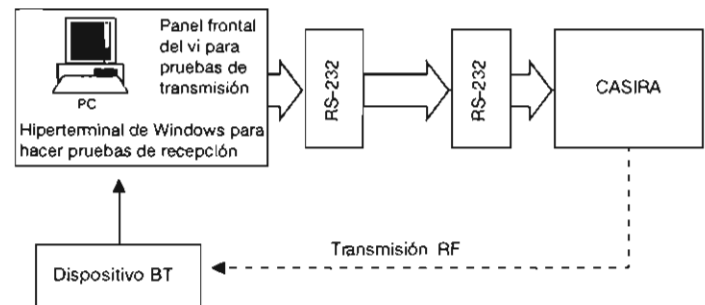 Panel frontal
del vi para
pruebas de
transmisión
PC
Hiperterminal de Windows para
hacer pruebas de recepción
RS-232
RS-232
CASIRA
Transmisión RF
Dispositivo BT